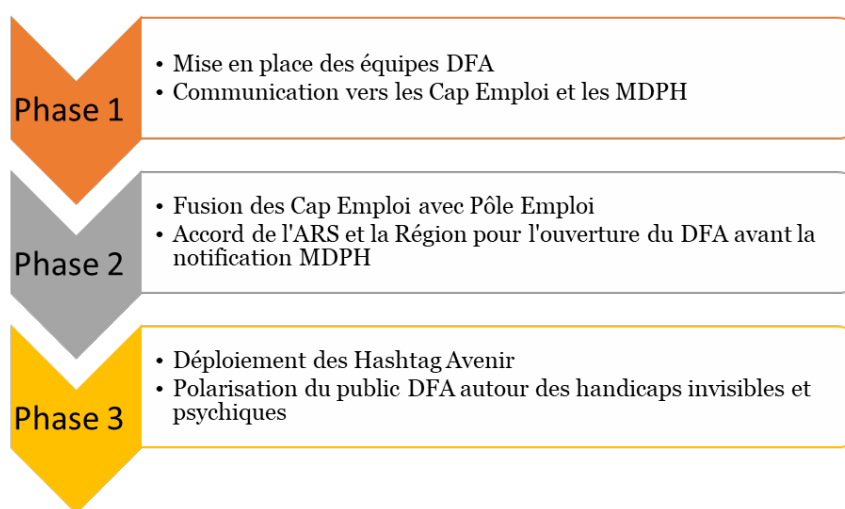 Phase 1
• Mise en place des équipes DFA
• Communication vers les Cap Emploi et les MDPH
Phase 2
• Fusion des Cap Emploi avec Pôle Emploi
• Accord de l'ARS et la Région pour l'ouverture du DFA avant la
notification MDPH
Phase 3
• Déploiement des Hashtag Avenir
• Polarisation du public DFA autour des handicaps invisibles et
psychiques